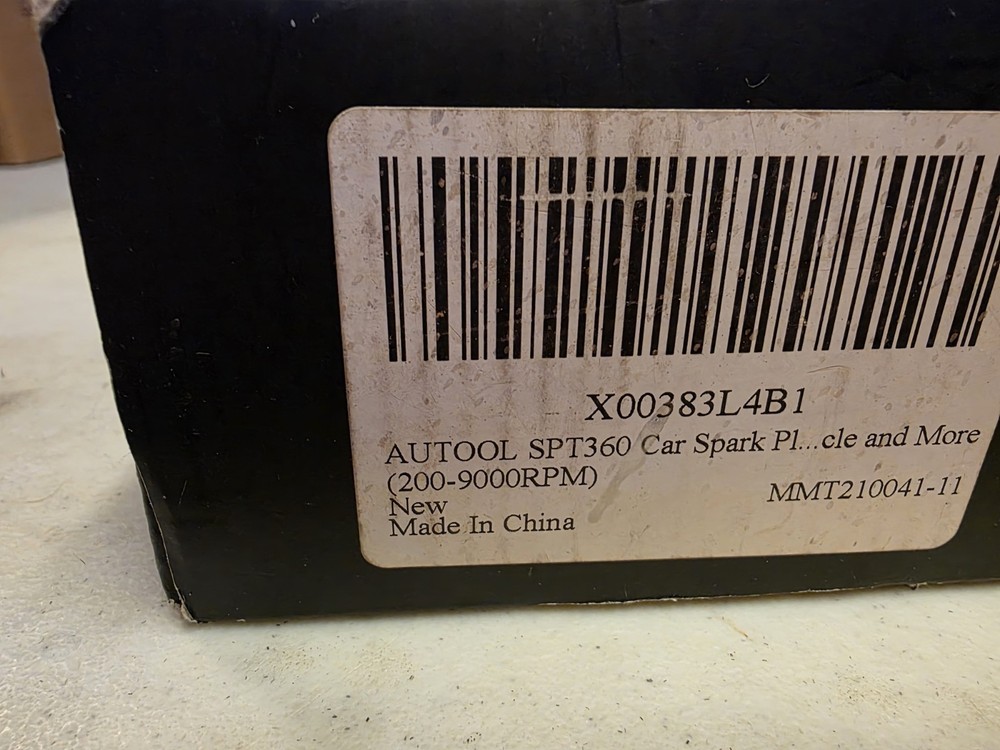 X00383L4B1
AUTOOL SPT360 Car Spark Pl...cle and More
(200-9000RPM)
New
MMT210041-11
Made In China